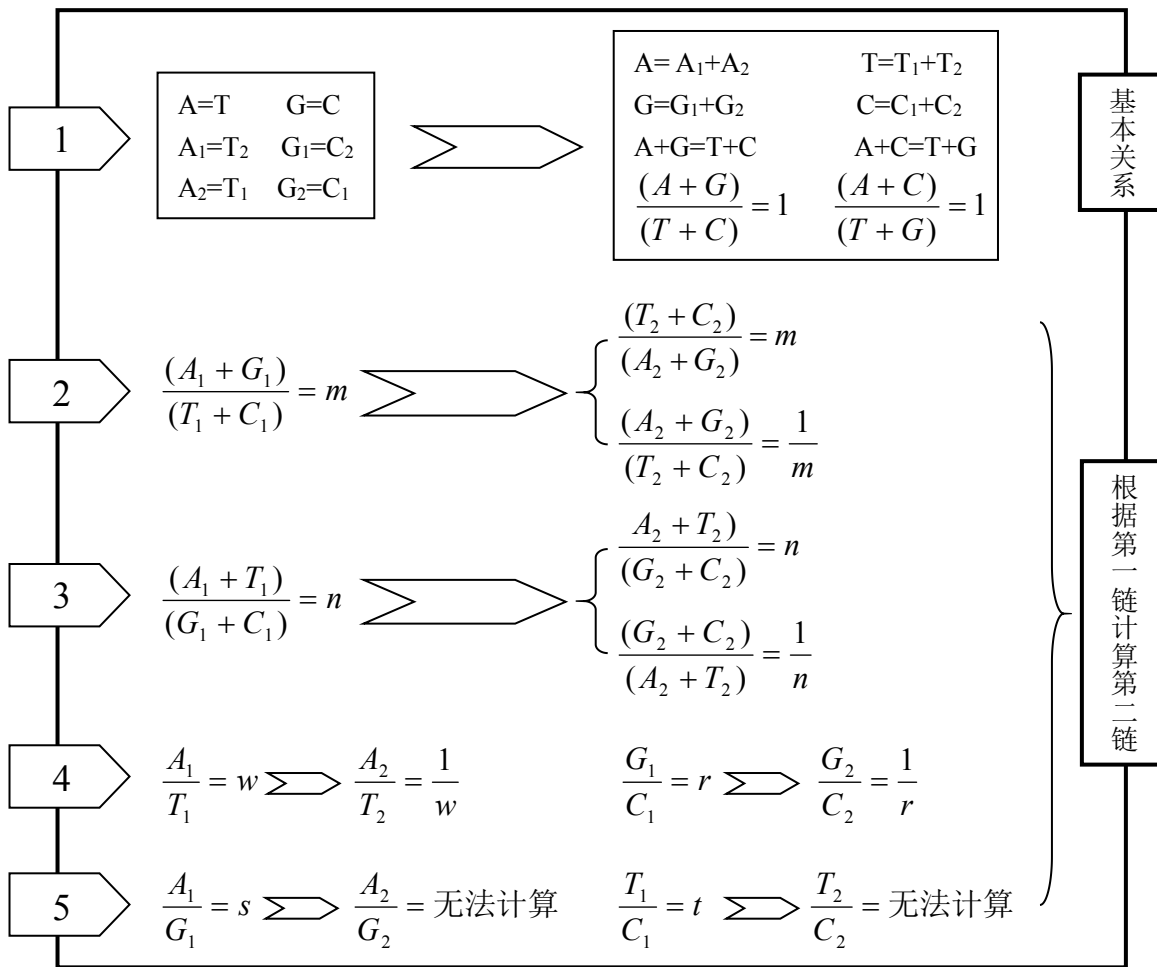 1
A=T G=C
A₁=T₂ G₁=C₂
A₂=T₁ G₂=C₁
A= A₁+A₂ T=T₁+T₂
G=G₁+G₂ C=C₁+C₂
A+G=T+C A+C=T+G
(A + G)/(T + C) = 1 (A + C)/(T + G) = 1
基本关系
2
(A₁ + G₁)/(T₁ + C₁) = m
(T₂ + C₂)/(A₂ + G₂) = m
(A₂ + G₂)/(T₂ + C₂) = 1/m
3
(A₁ + T₁)/(G₁ + C₁) = n
A₂ + T₂)/(G₂ + C₂) = n
(G₂ + C₂)/(A₂ + T₂) = 1/n
4
A₁/T₁ = w A₂/T₂ = 1/w G₁/C₁ = r G₂/C₂ = 1/r
5
A₁/G₁ = s A₂/G₂ = 无法计算 T₁/C₁ = t T₂/C₂ = 无法计算
根据第一链计算第二链